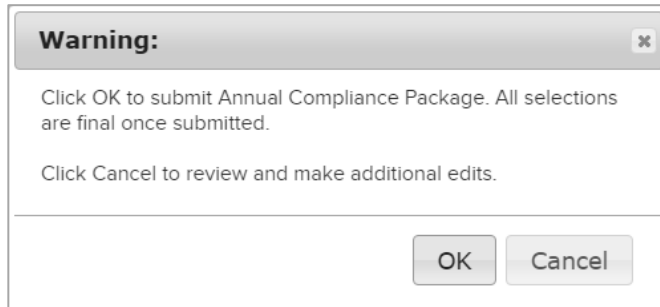 Warning:
Click OK to submit Annual Compliance Package. All selections
are final once submitted.
Click Cancel to review and make additional edits.
OK
Cancel